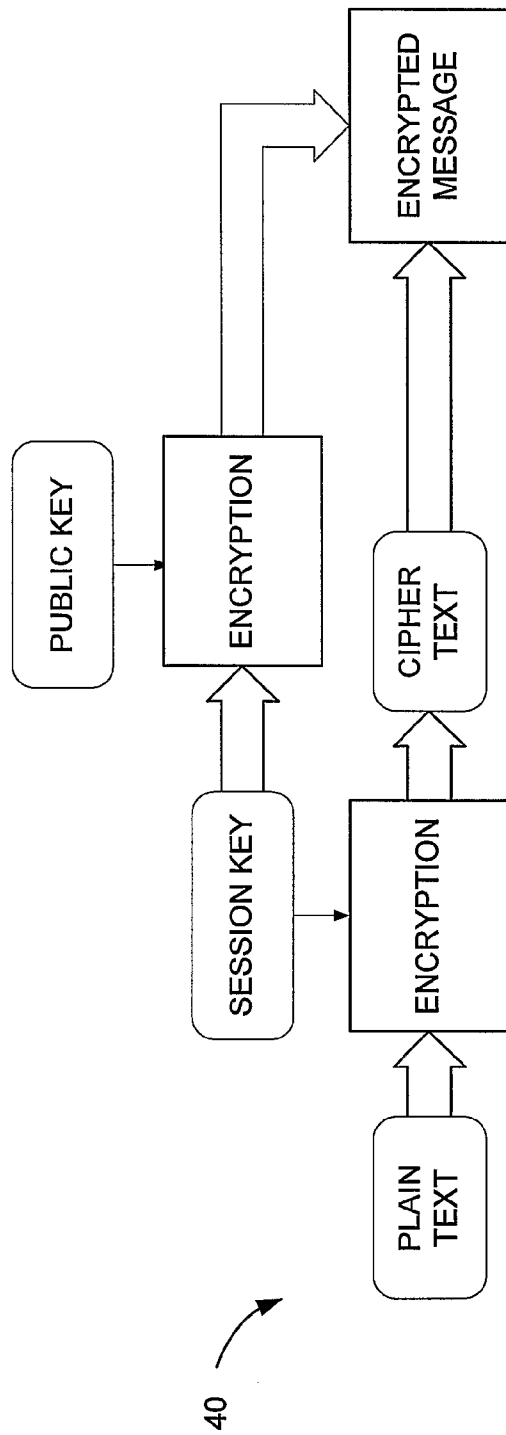 40
PUBLIC KEY
SESSION KEY
ENCRYPTION
PLAIN
TEXT
ENCRYPTION
CIPHER
TEXT
ENCRYPTED
MESSAGE